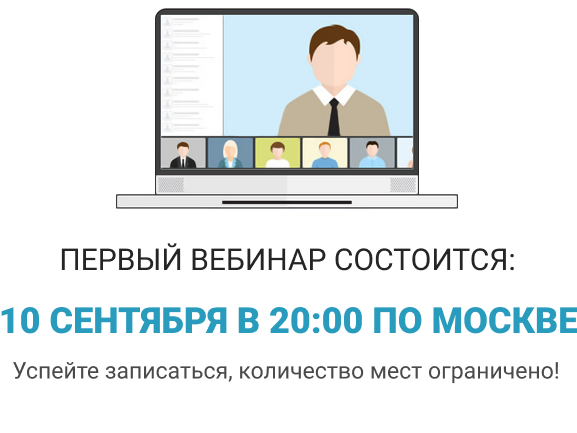 ПЕРВЫЙ ВЕБИНАР СОСТОИТСЯ:
10 СЕНТЯБРЯ В 20:00 ПО МОСКВЕ
Успейте записаться, количество мест ограничено!